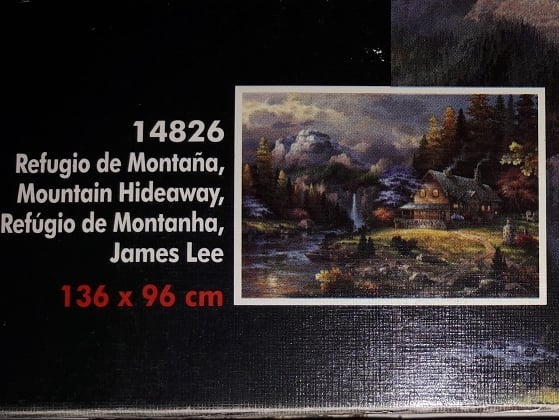 14826
Refugio de Montaña,
Mountain Hideaway,
Refúgio de Montanha,
James Lee
136 x 96 cm